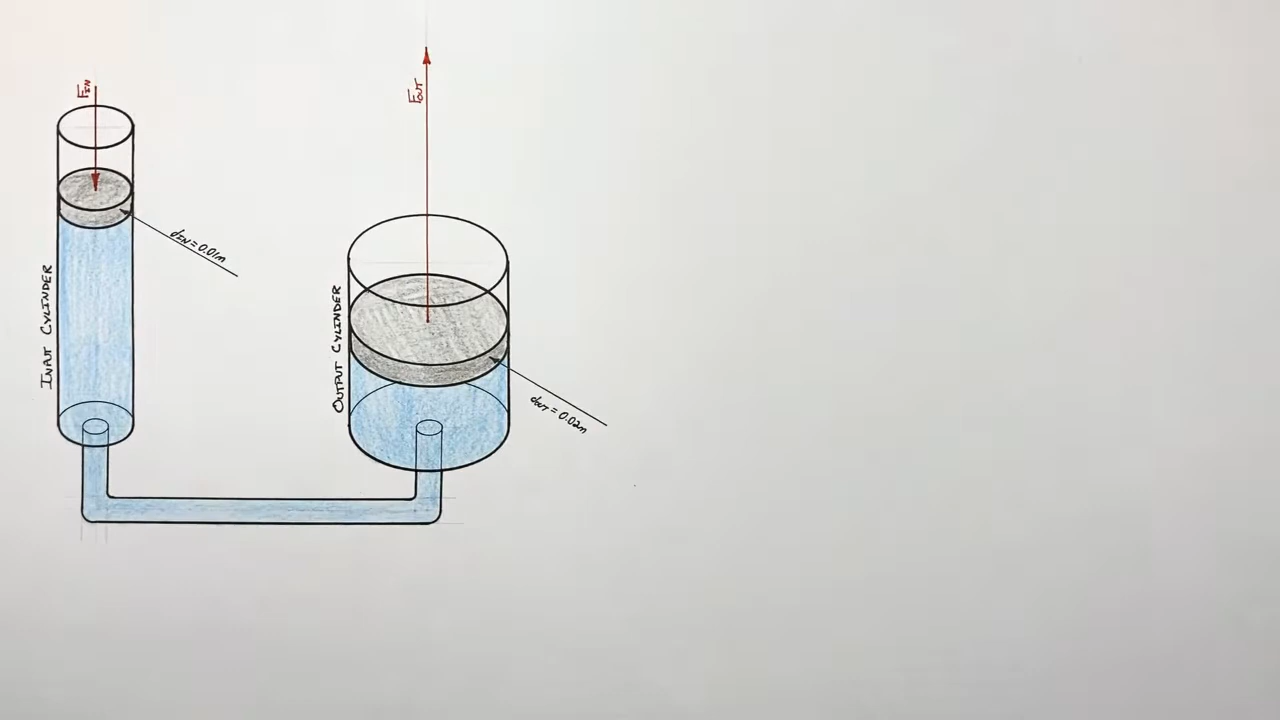 FIN
FOUT
dIN = 0.01m
INPUT CYLINDER
OUTPUT CYLINDER
dOUT = 0.02m